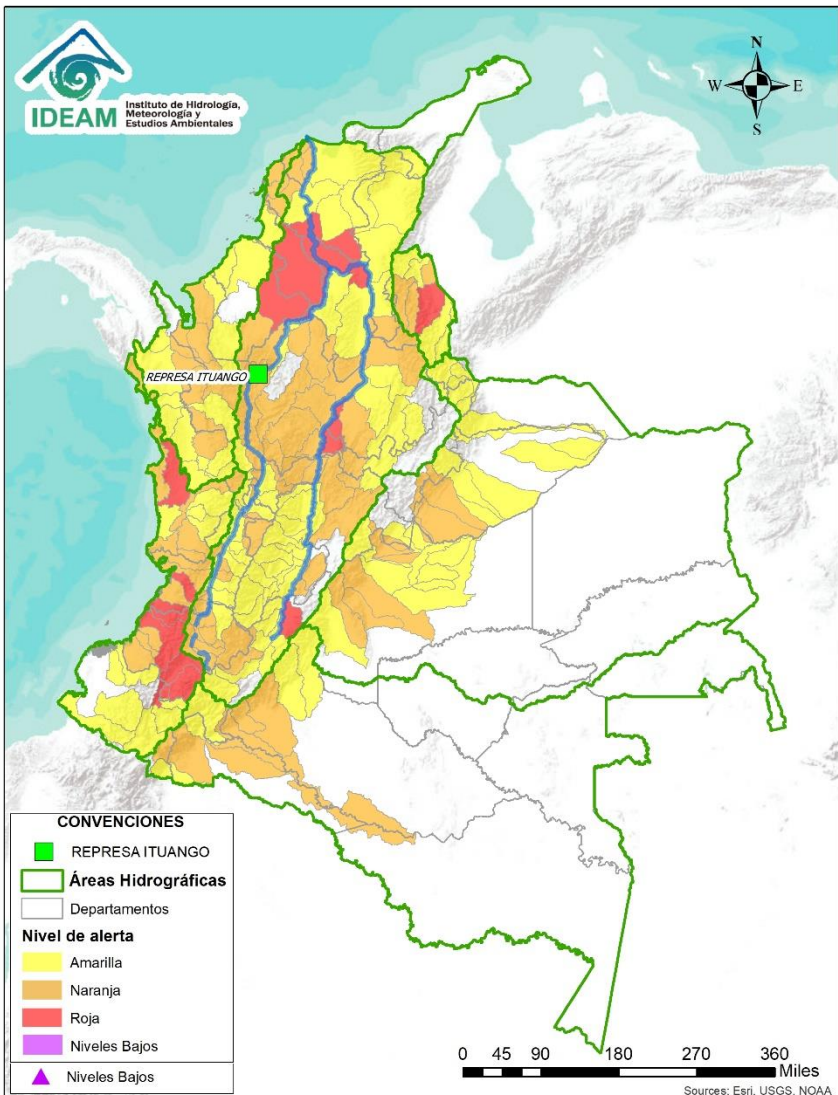 IDEAM
Instituto de Hidrología,
Meteorología y
Estudios Ambientales
N
W
E
S
REPRESA ITUANGO
CONVENCIONES
REPRESA ITUANGO
Áreas Hidrográficas
Departamentos
Nivel de alerta
Amarilla
Naranja
Roja
Niveles Bajos
Niveles Bajos
0 45 90 180 270 360
Miles
Sources: Esri, USGS, NOAA